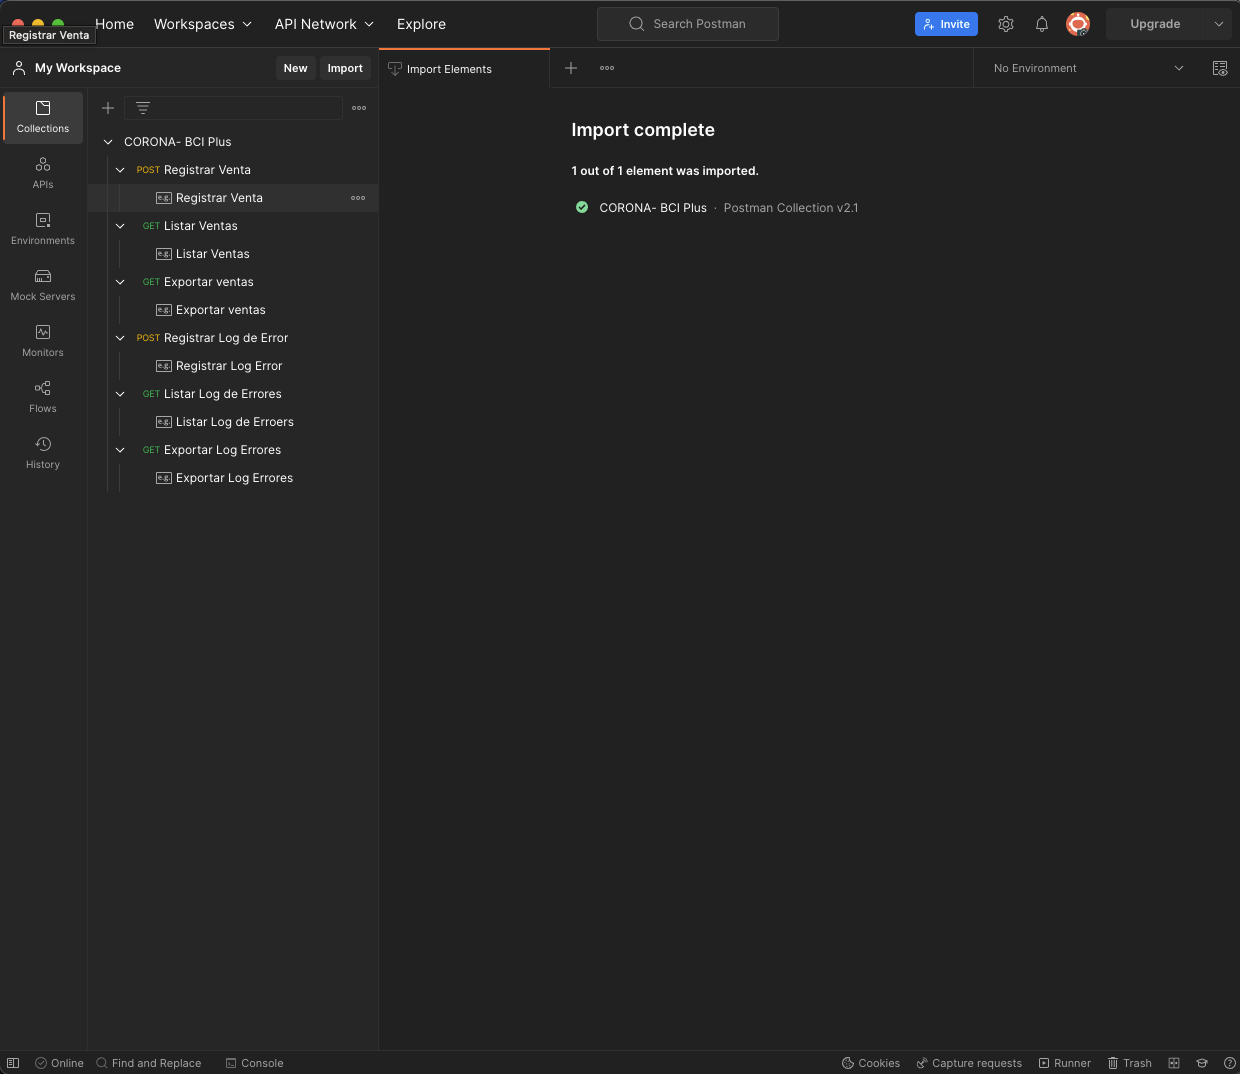 Home
Workspaces
API Network
Explore
Search Postman
Invite
Upgrade
Registrar Venta
My Workspace
New
Import
Import Elements
No Environment
Collections
APIs
Environments
Mock Servers
Monitors
Flows
History
CORONA- BCI Plus
POST Registrar Venta
e.g. Registrar Venta
GET Listar Ventas
e.g. Listar Ventas
GET Exportar ventas
e.g. Exportar ventas
POST Registrar Log de Error
e.g. Registrar Log Error
GET Listar Log de Errores
e.g. Listar Log de Erroers
GET Exportar Log Errores
e.g. Exportar Log Errores
Import complete
1 out of 1 element was imported.
CORONA- BCI Plus · Postman Collection v2.1
Online
Find and Replace
Console
Cookies
Capture requests
Runner
Trash